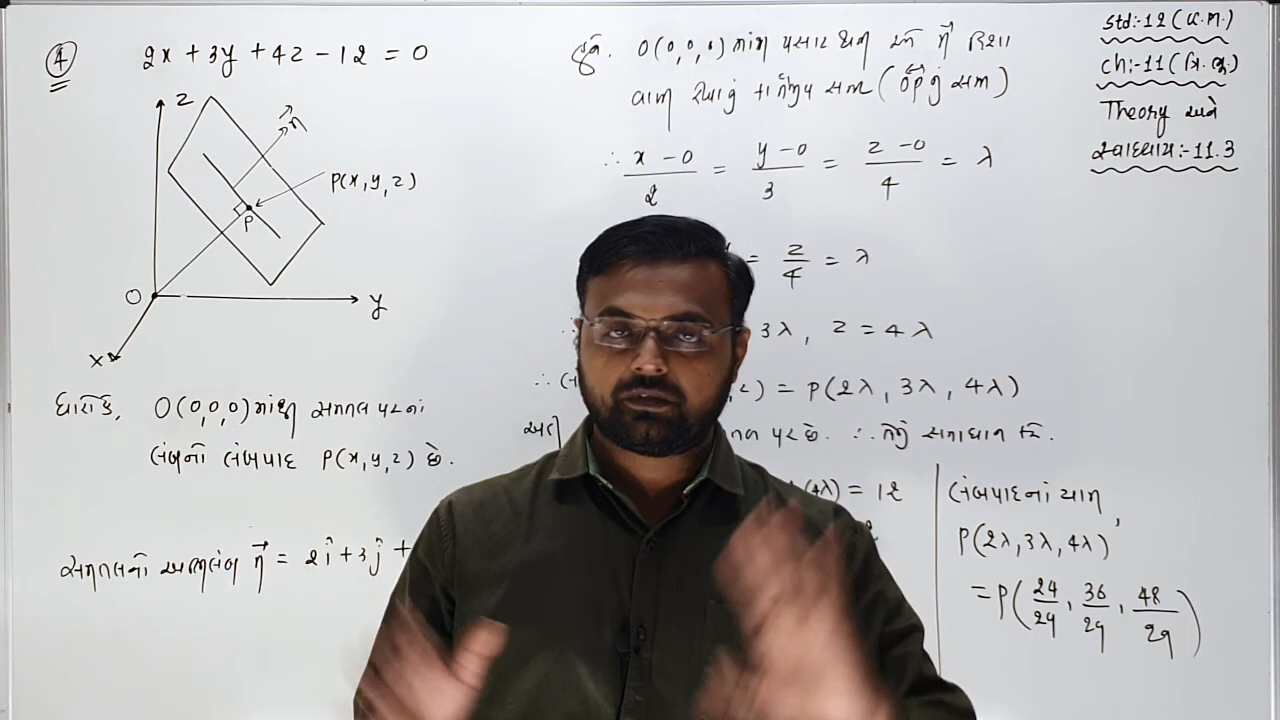 ④ 2x + 3y + 4z - 12 = 0
z
n⃗
P(x, y, z)
P
O
y
x
ધારો કે, O(0,0,0) માંથી સમતલ પરના
લંબનો લંબપાદ P(x, y, z) છે.
સમતલનો અભિલંબ n⃗ = 2î + 3ĵ +
હવે. O(0,0,0) માંથી પસાર થતી અને n⃗ દિશા
વાળી રેખાનું કાર્તેઝીય સમી (OP નું સમી)
∴ x - 0 / 2 = y - 0 / 3 = z - 0 / 4 = λ
= z/4 = λ
3λ, z = 4λ
) = P(2λ, 3λ, 4λ)
પર છે. ∴ તેનું સમાધાન કરે.
(4λ) = 12
લંબપાદનાં યામ,
P(2λ, 3λ, 4λ)
= P(24/29, 36/29, 48/29)
Std:-12 (
Ch:-11 (ત્રિ. ભૂ.)
Theory અને
સ્વાધ્યાય:-11.3